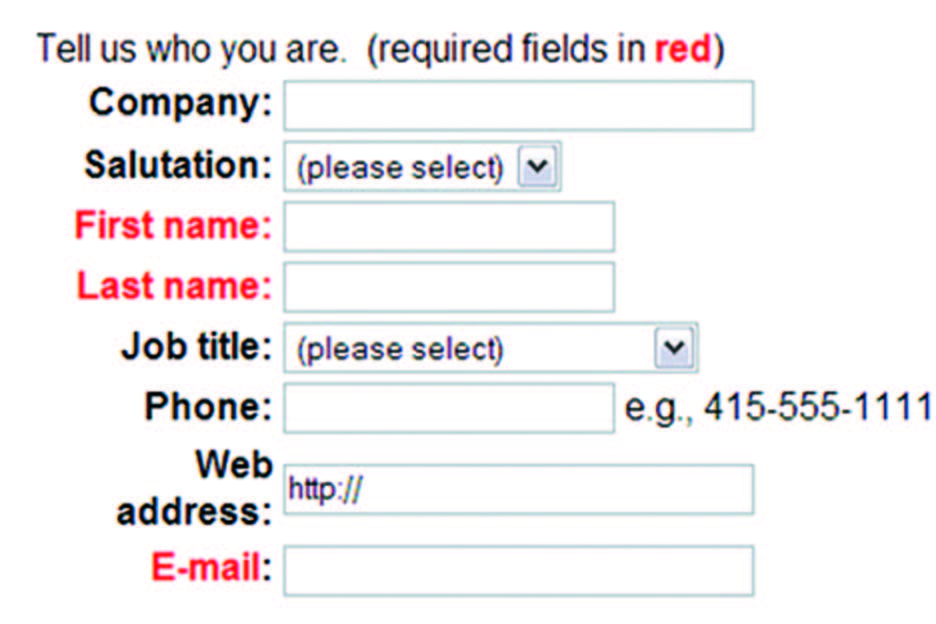 Tell us who you are. (required fields in red)
Company:
Salutation: (please select)
First name:
Last name:
Job title: (please select)
Phone: e.g., 415-555-1111
Web
address: http://
E-mail: